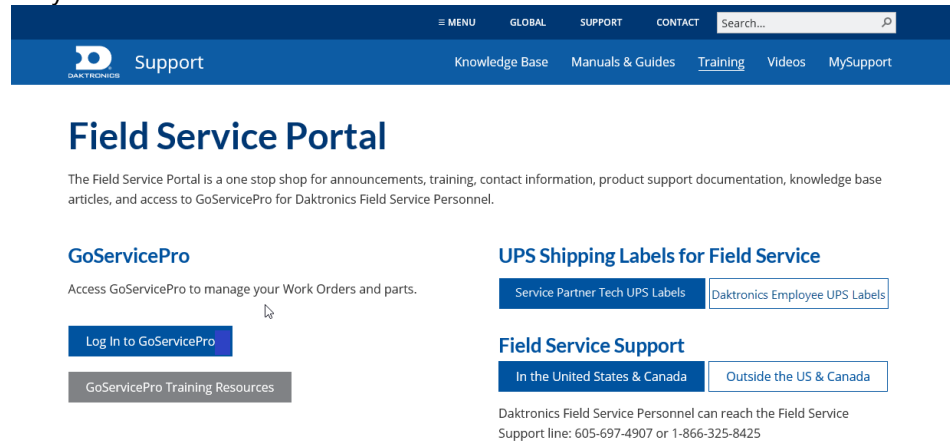 ≡ MENU GLOBAL SUPPORT CONTACT Search...
DAKTRONICS Support Knowledge Base Manuals & Guides Training Videos MySupport
Field Service Portal
The Field Service Portal is a one stop shop for announcements, training, contact information, product support documentation, knowledge base
articles, and access to GoServicePro for Daktronics Field Service Personnel.
GoServicePro
Access GoServicePro to manage your Work Orders and parts.
Log In to GoServicePro
GoServicePro Training Resources
UPS Shipping Labels for Field Service
Service Partner Tech UPS Labels Daktronics Employee UPS Labels
Field Service Support
In the United States & Canada Outside the US & Canada
Daktronics Field Service Personnel can reach the Field Service
Support line: 605-697-4907 or 1-866-325-8425